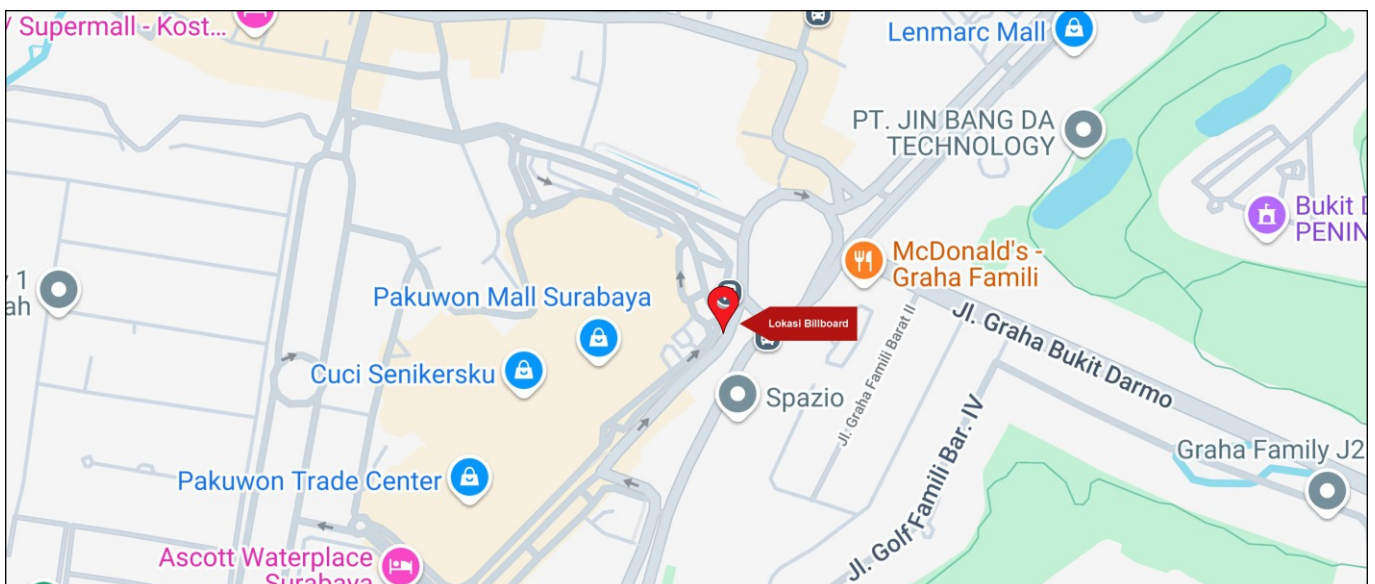 Supermall - Kost...
Lenmarc Mall
PT. JIN BANG DA
TECHNOLOGY
Bukit
PENIN
McDonald's -
Graha Famili
1
ah
Pakuwon Mall Surabaya
Lokasi Billboard
Jl. Graha Famili Barat II
Jl. Graha Bukit Darmo
Cuci Senikersku
Spazio
Pakuwon Trade Center
Jl. Golf Famili Bar. IV
Graha Family J2
Ascott Waterplace
Surabaya